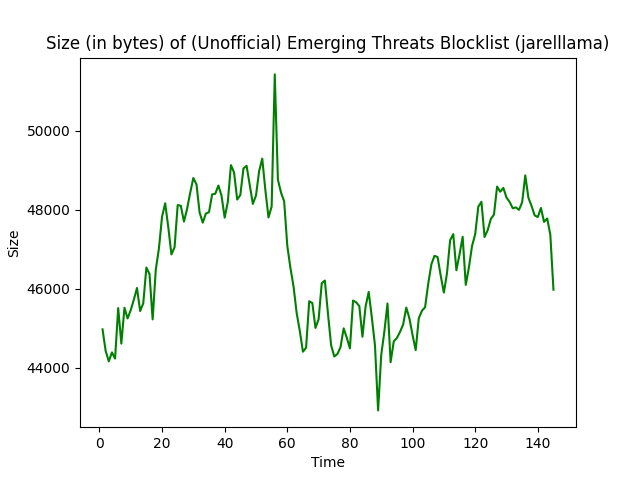 Size (in bytes) of (Unofficial) Emerging Threats Blocklist (jarelllama)
50000
48000
46000
44000
Size
0 20 40 60 80 100 120 140
Time